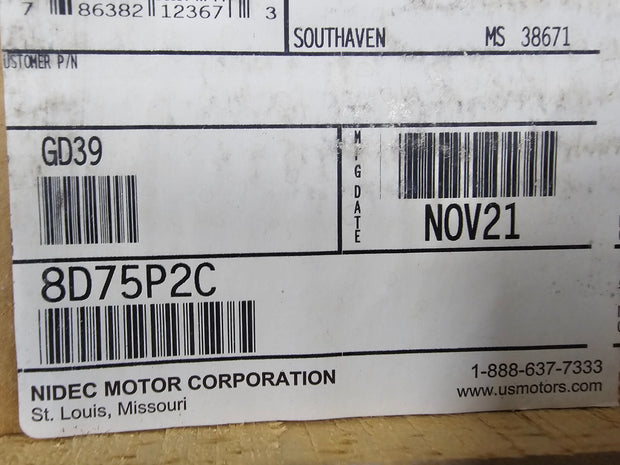 7 86382 12367 3
SOUTHAVEN MS 38671
USTOMER P/N
GD39
MFG DATE
NOV21
8D75P2C
NIDEC MOTOR CORPORATION
St. Louis, Missouri
1-888-637-7333
www.usmotors.com